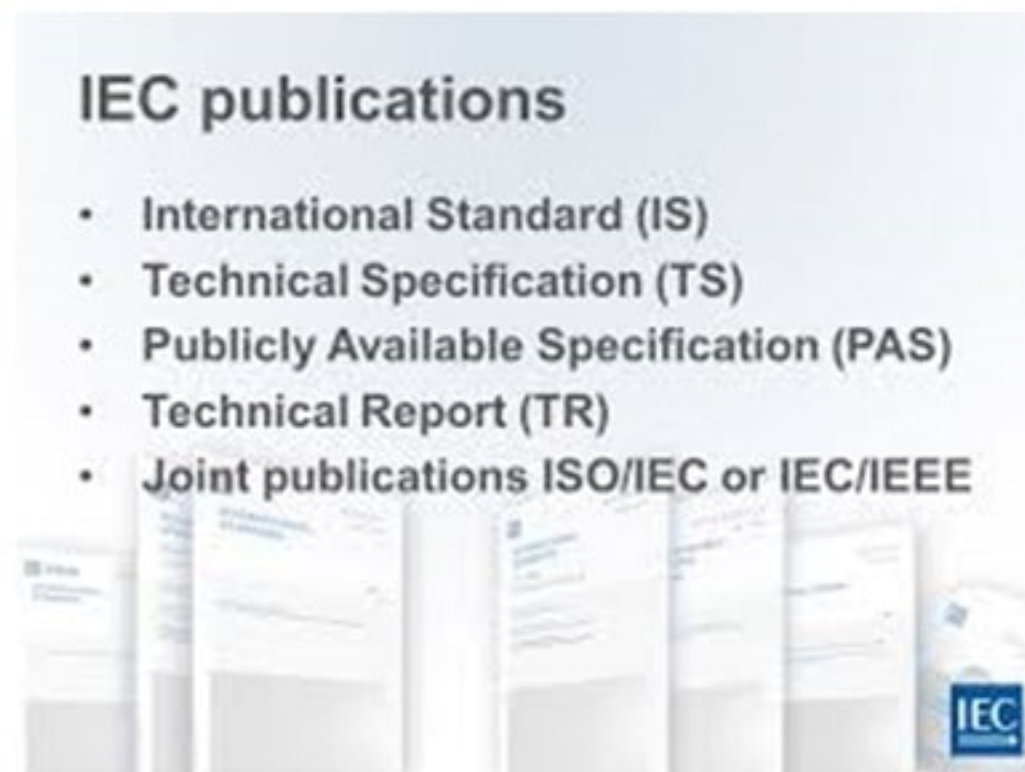 IEC publications
• International Standard (IS)
• Technical Specification (TS)
• Publicly Available Specification (PAS)
• Technical Report (TR)
• Joint publications ISO/IEC or IEC/IEEE
IEC